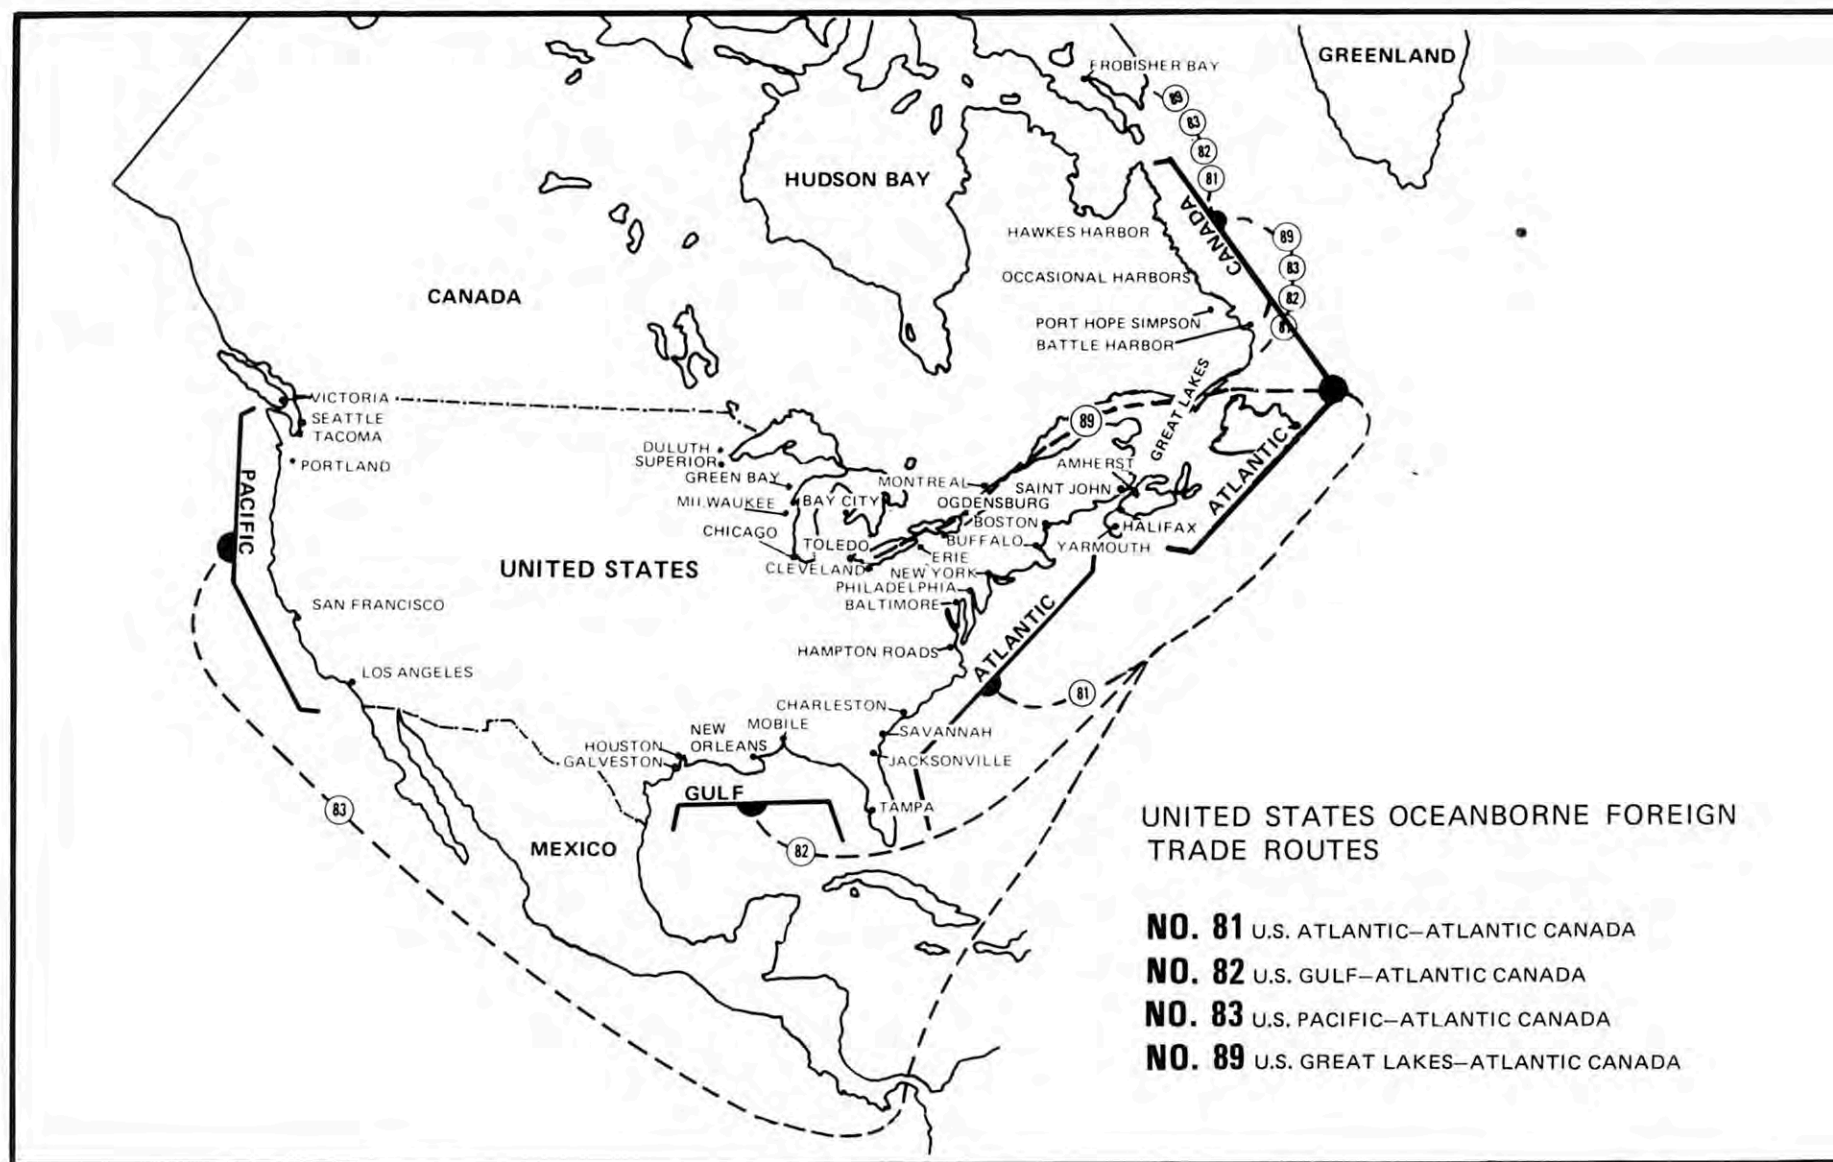 GREENLAND
FROBISHER BAY
89
83
82
81
HUDSON BAY
CANADA
HAWKES HARBOR
89
83
82
81
OCCASIONAL HARBORS
CANADA
PORT HOPE SIMPSON
BATTLE HARBOR
GREAT LAKES
VICTORIA
SEATTLE
TACOMA
PORTLAND
PACIFIC
89
DULUTH
SUPERIOR
GREEN BAY
MILWAUKEE
BAY CITY
MONTREAL
AMHERST
SAINT JOHN
OGDENSBURG
ATLANTIC
CHICAGO
TOLEDO
BOSTON
HALIFAX
BUFFALO
YARMOUTH
ERIE
CLEVELAND
UNITED STATES
NEW YORK
PHILADELPHIA
BALTIMORE
SAN FRANCISCO
ATLANTIC
HAMPTON ROADS
LOS ANGELES
81
CHARLESTON
NEW
ORLEANS
MOBILE
SAVANNAH
HOUSTON
GALVESTON
JACKSONVILLE
GULF
TAMPA
83
82
MEXICO
UNITED STATES OCEANBORNE FOREIGN
TRADE ROUTES
NO. 81 U.S. ATLANTIC–ATLANTIC CANADA
NO. 82 U.S. GULF–ATLANTIC CANADA
NO. 83 U.S. PACIFIC–ATLANTIC CANADA
NO. 89 U.S. GREAT LAKES–ATLANTIC CANADA